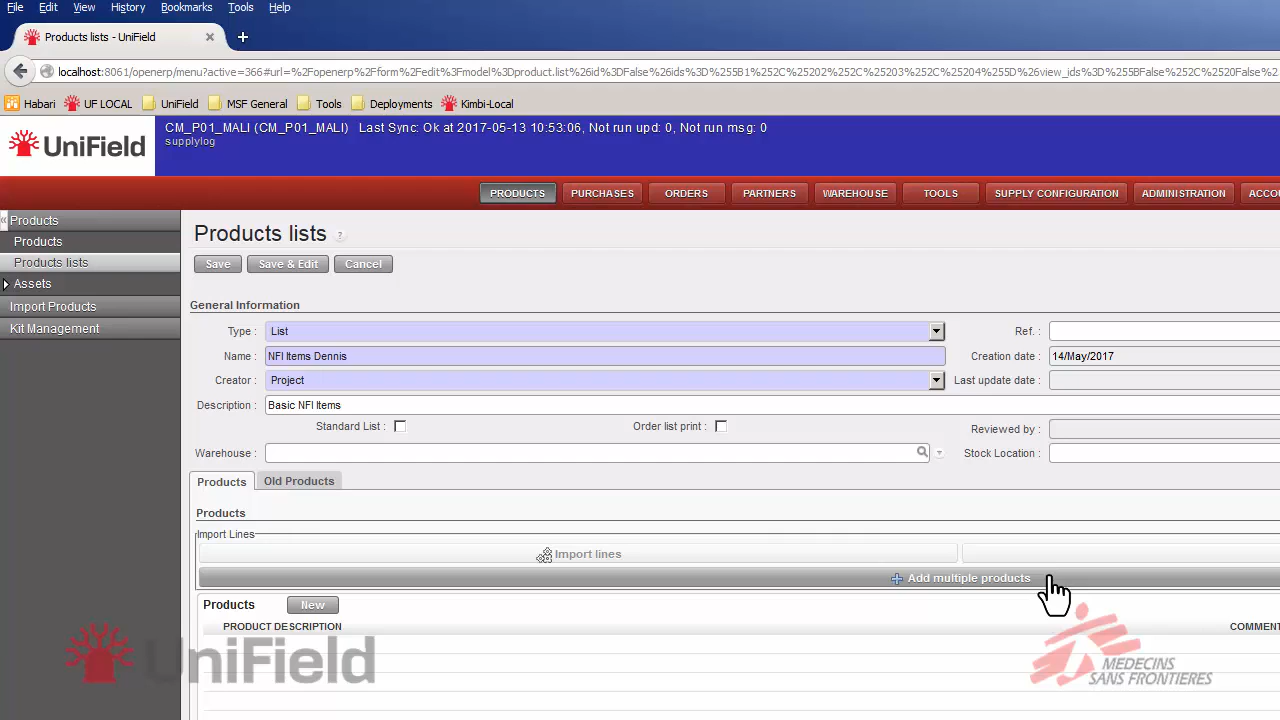 File Edit View History Bookmarks Tools Help
Products lists - UniField
localhost:8061/openerp/menu?active=366#url=%2Fopenerp%2Fform%2Fedit%3Fmodel%3Dproduct.list%26id%3DFalse%26ids%3D%255B1%252C%25202%252C%25203%252C%25204%255D%26view_ids%3D%255BFalse%252C%2520False%2
Habari UF LOCAL UniField MSF General Tools Deployments Kimbi-Local
UniField
CM_P01_MALI (CM_P01_MALI) Last Sync: Ok at 2017-05-13 10:53:06, Not run upd: 0, Not run msg: 0
supplylog
PRODUCTS PURCHASES ORDERS PARTNERS WAREHOUSE TOOLS SUPPLY CONFIGURATION ADMINISTRATION ACCO
Products
Products
Products lists
Assets
Import Products
Kit Management
Products lists ?
Save Save & Edit Cancel
General Information
Type : List Ref. :
Name : NFI Items Dennis Creation date : 14/May/2017
Creator : Project Last update date :
Description : Basic NFI Items
Standard List : Order list print : Reviewed by :
Warehouse : Stock Location :
Products Old Products
Products
Import Lines
Import lines
Add multiple products
Products New
PRODUCT DESCRIPTION COMMENT
UniField
MEDECINS
SANS FRONTIERES